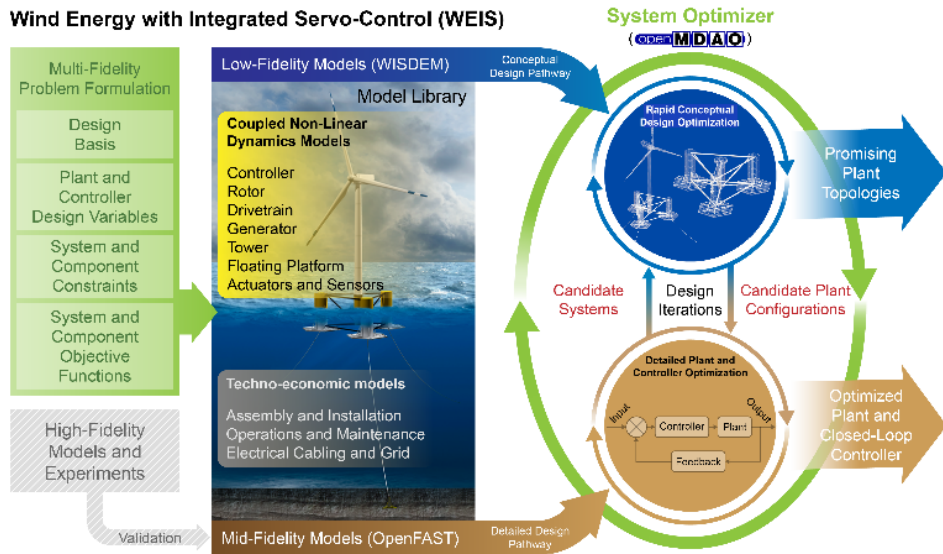 Wind Energy with Integrated Servo-Control (WEIS)
System Optimizer
(openMDAO)
Multi-Fidelity
Problem Formulation
Design
Basis
Plant and
Controller
Design Variables
System and
Component
Constraints
System and
Component
Objective
Functions
High-Fidelity
Models and
Experiments
Validation
Low-Fidelity Models (WISDEM)
Conceptual
Design Pathway
Model Library
Coupled Non-Linear
Dynamics Models
Controller
Rotor
Drivetrain
Generator
Tower
Floating Platform
Actuators and Sensors
Techno-economic models
Assembly and Installation
Operations and Maintenance
Electrical Cabling and Grid
Mid-Fidelity Models (OpenFAST)
Detailed Design
Pathway
Rapid Conceptual
Design Optimization
Promising
Plant
Topologies
Candidate
Systems
Design
Iterations
Candidate Plant
Configurations
Detailed Plant and
Controller Optimization
Input
Controller
Plant
Output
Feedback
Optimized
Plant and
Closed-Loop
Controller